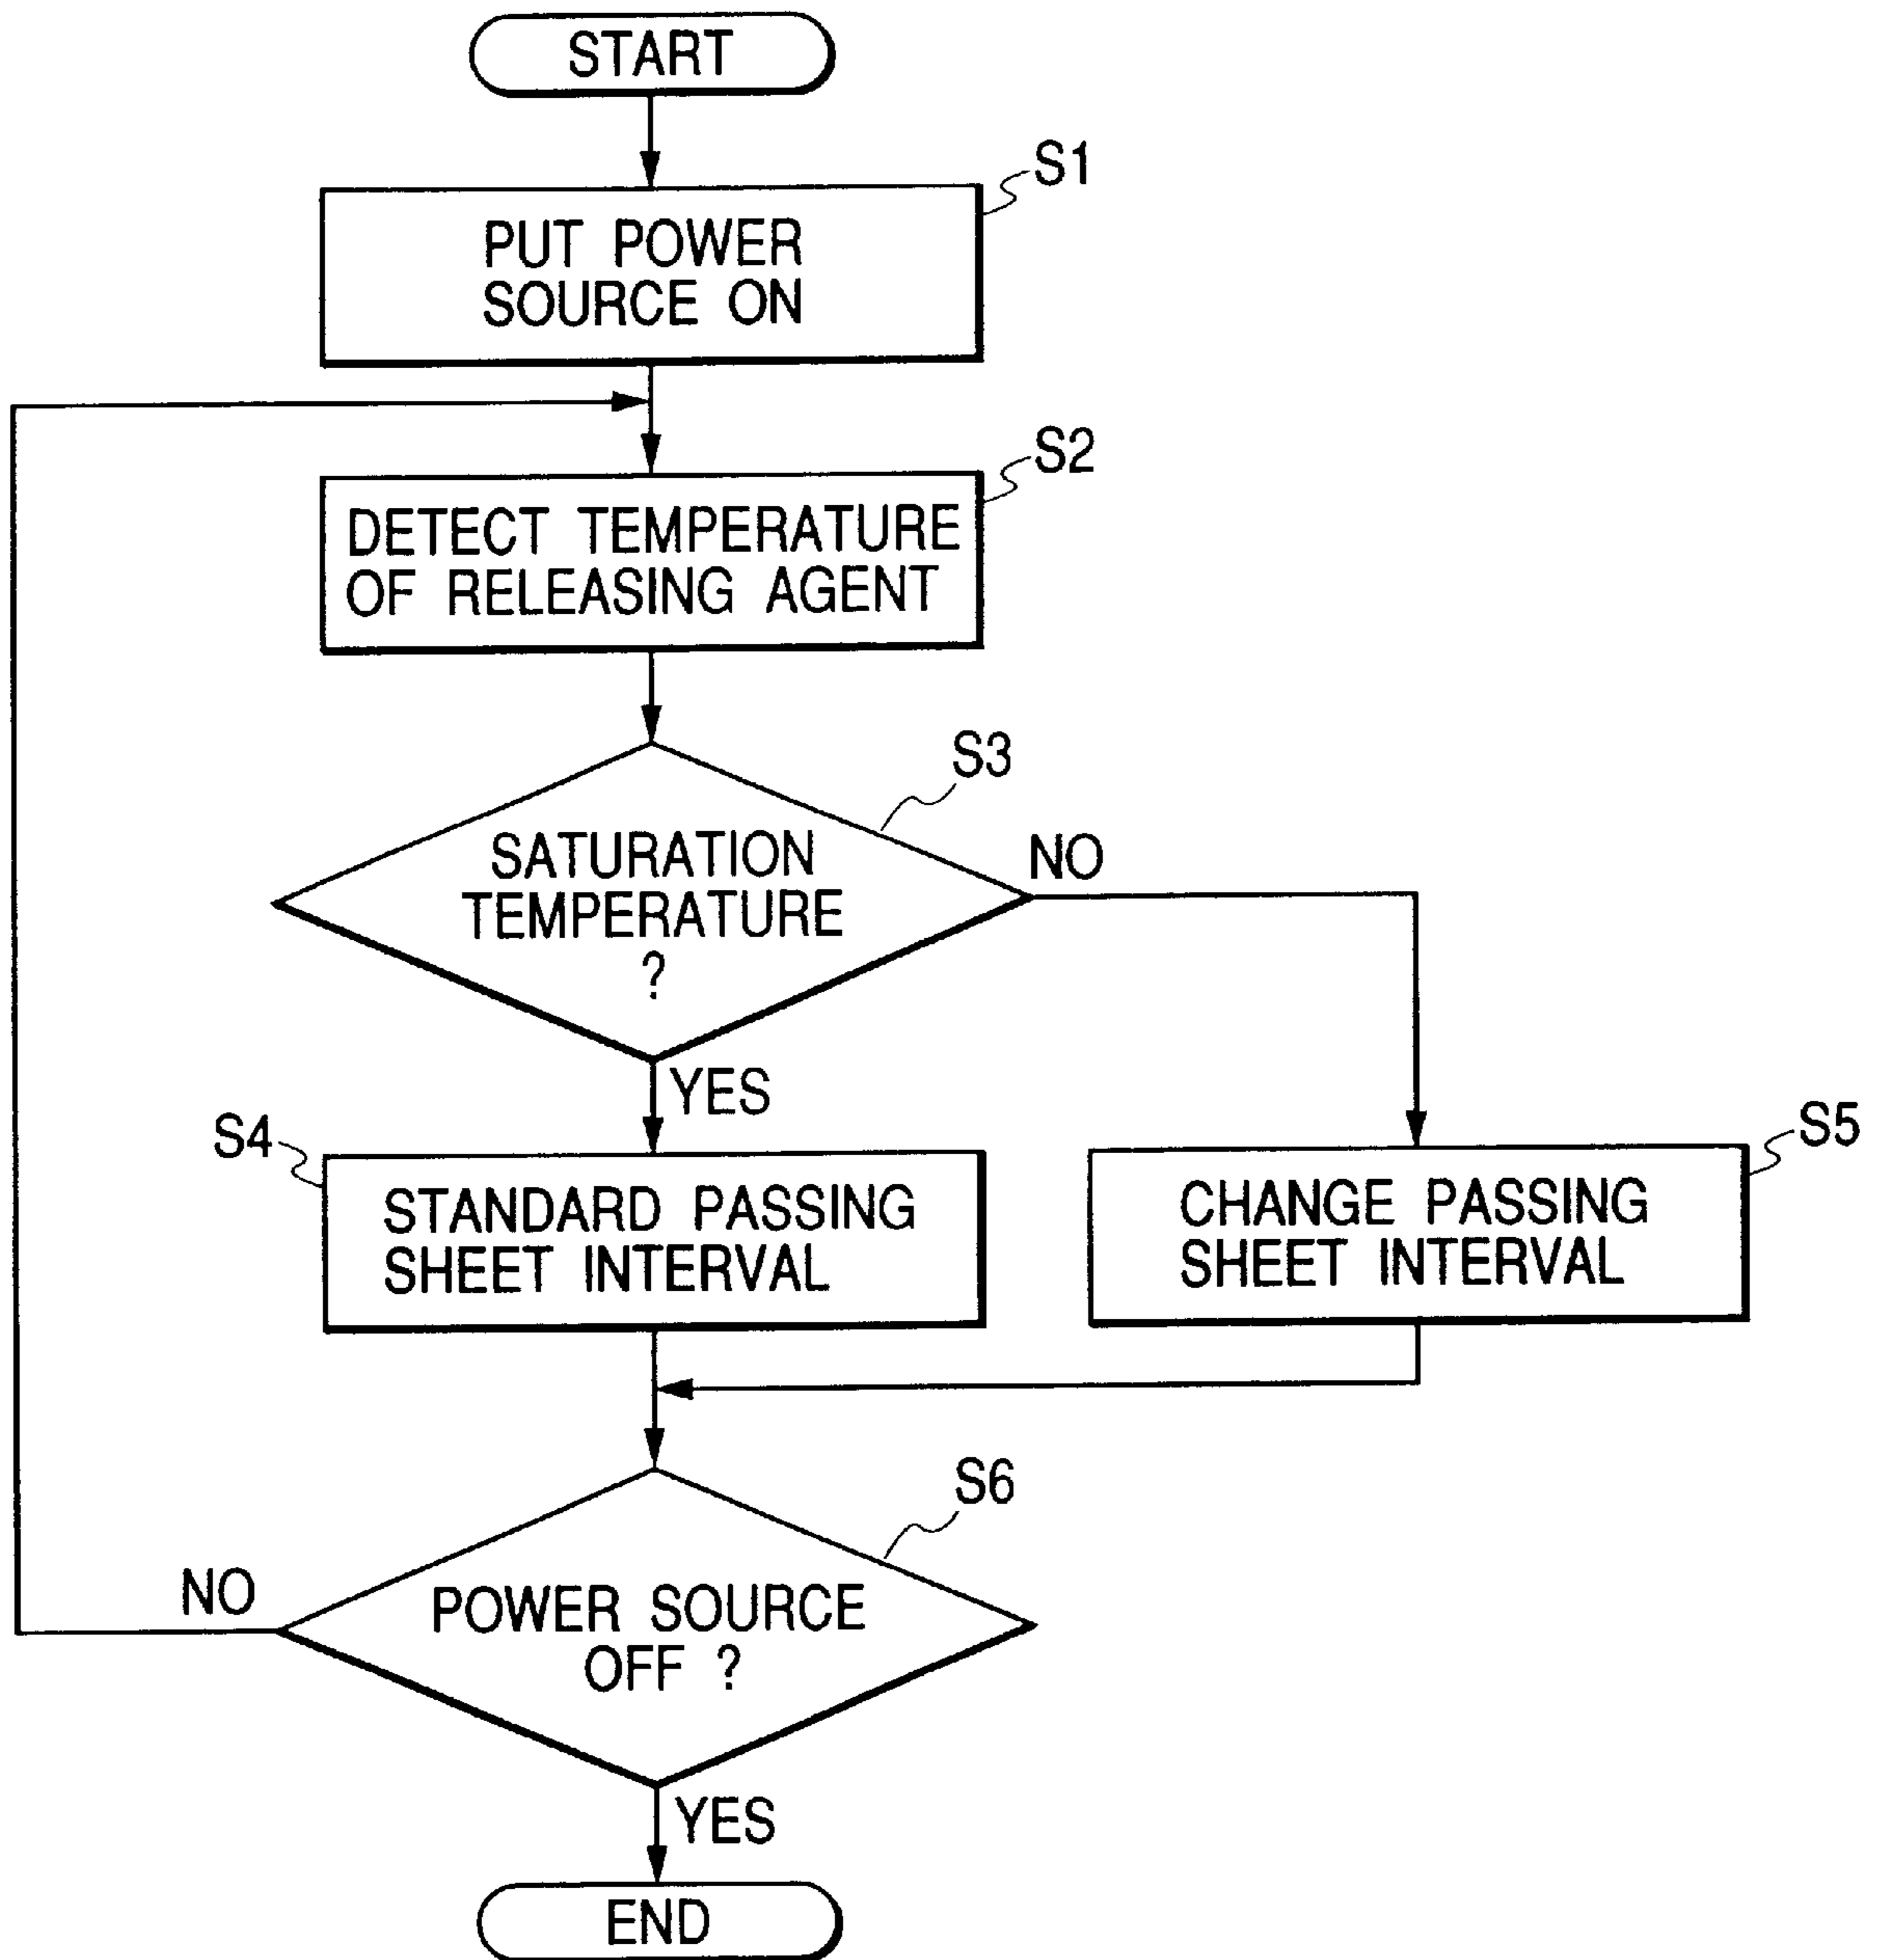 START
S1
PUT POWER
SOURCE ON
S2
DETECT TEMPERATURE
OF RELEASING AGENT
S3
SATURATION
TEMPERATURE
?
NO
YES
S4
STANDARD PASSING
SHEET INTERVAL
S5
CHANGE PASSING
SHEET INTERVAL
S6
POWER SOURCE
OFF ?
NO
YES
END